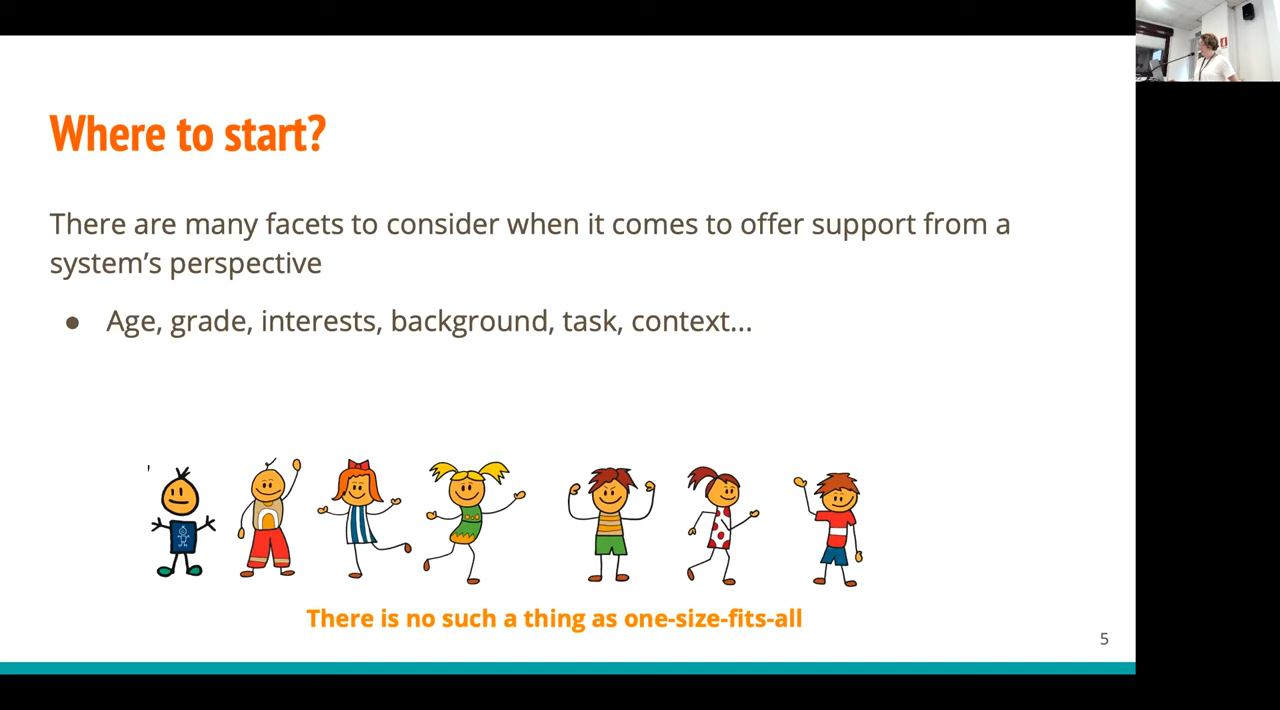 Where to start?
There are many facets to consider when it comes to offer support from a
system's perspective
● Age, grade, interests, background, task, context...
There is no such a thing as one-size-fits-all
5